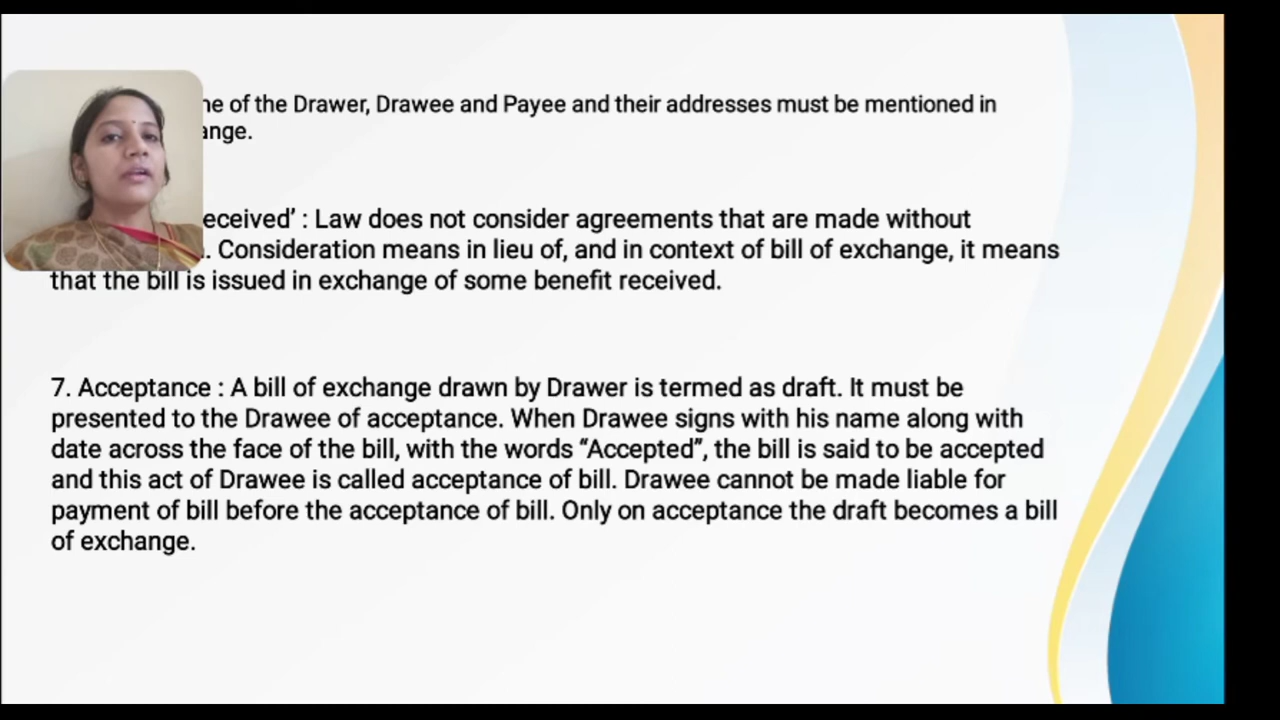 of the Drawer, Drawee and Payee and their addresses must be mentioned in
eceived’ : Law does not consider agreements that are made without
. Consideration means in lieu of, and in context of bill of exchange, it means
that the bill is issued in exchange of some benefit received.
7. Acceptance : A bill of exchange drawn by Drawer is termed as draft. It must be
presented to the Drawee of acceptance. When Drawee signs with his name along with
date across the face of the bill, with the words “Accepted”, the bill is said to be accepted
and this act of Drawee is called acceptance of bill. Drawee cannot be made liable for
payment of bill before the acceptance of bill. Only on acceptance the draft becomes a bill
of exchange.